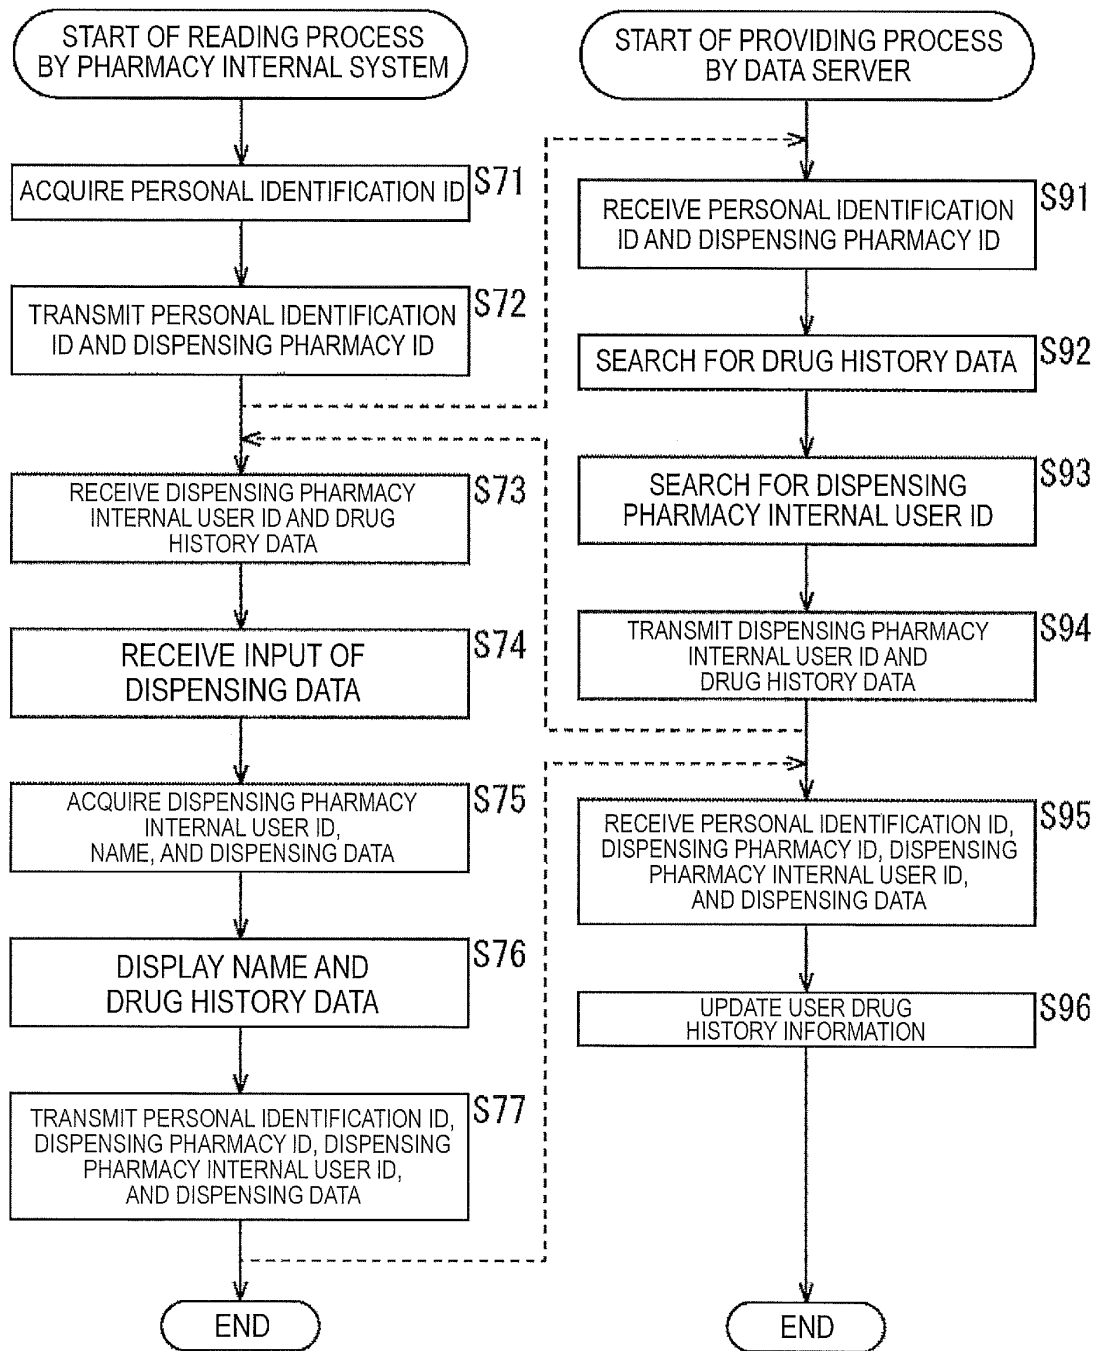 START OF READING PROCESS
BY PHARMACY INTERNAL SYSTEM
ACQUIRE PERSONAL IDENTIFICATION ID
S71
TRANSMIT PERSONAL IDENTIFICATION
ID AND DISPENSING PHARMACY ID
S72
RECEIVE DISPENSING PHARMACY
INTERNAL USER ID AND DRUG
HISTORY DATA
S73
RECEIVE INPUT OF
DISPENSING DATA
S74
ACQUIRE DISPENSING PHARMACY
INTERNAL USER ID,
NAME, AND DISPENSING DATA
S75
DISPLAY NAME AND
DRUG HISTORY DATA
S76
TRANSMIT PERSONAL IDENTIFICATION ID,
DISPENSING PHARMACY ID, DISPENSING
PHARMACY INTERNAL USER ID,
AND DISPENSING DATA
S77
END
START OF PROVIDING PROCESS
BY DATA SERVER
RECEIVE PERSONAL IDENTIFICATION
ID AND DISPENSING PHARMACY ID
S91
SEARCH FOR DRUG HISTORY DATA
S92
SEARCH FOR DISPENSING
PHARMACY INTERNAL USER ID
S93
TRANSMIT DISPENSING PHARMACY
INTERNAL USER ID AND
DRUG HISTORY DATA
S94
RECEIVE PERSONAL IDENTIFICATION ID,
DISPENSING PHARMACY ID, DISPENSING
PHARMACY INTERNAL USER ID,
AND DISPENSING DATA
S95
UPDATE USER DRUG
HISTORY INFORMATION
S96
END